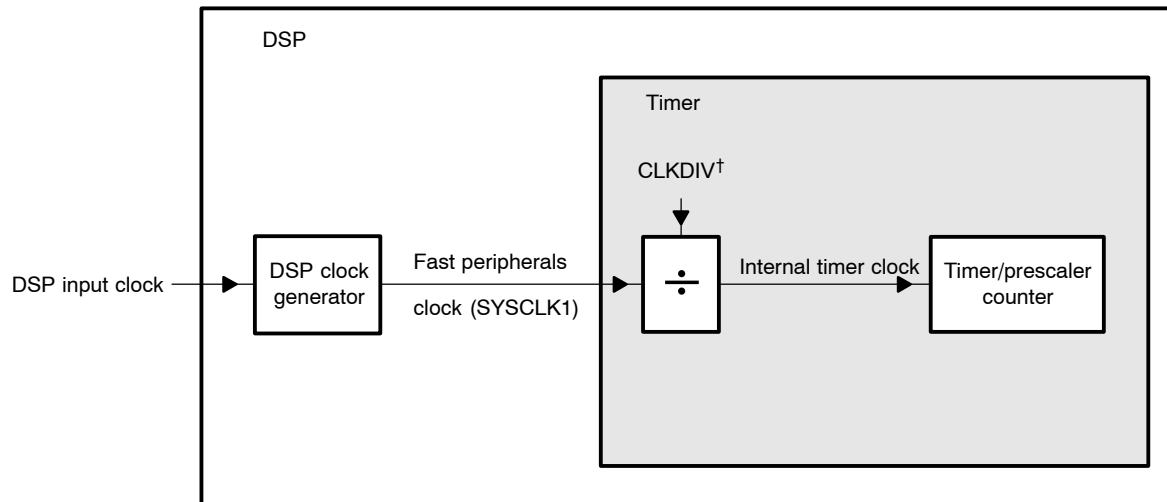 DSP
Timer
CLKDIV†
DSP input clock
DSP clock
generator
Fast peripherals
clock (SYSCLK1)
÷
Internal timer clock
Timer/prescaler
counter